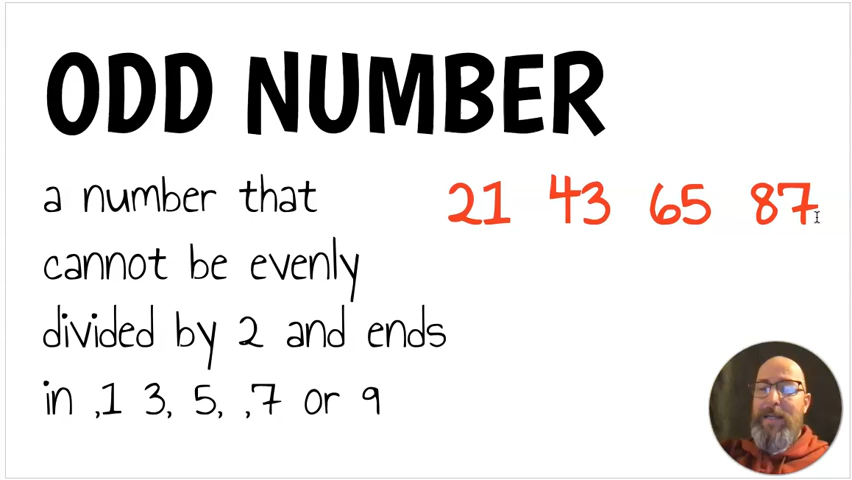 ODD NUMBER
a number that
cannot be evenly
divided by 2 and ends
in ,1 3, 5, ,7 or 9
21 43 65 87